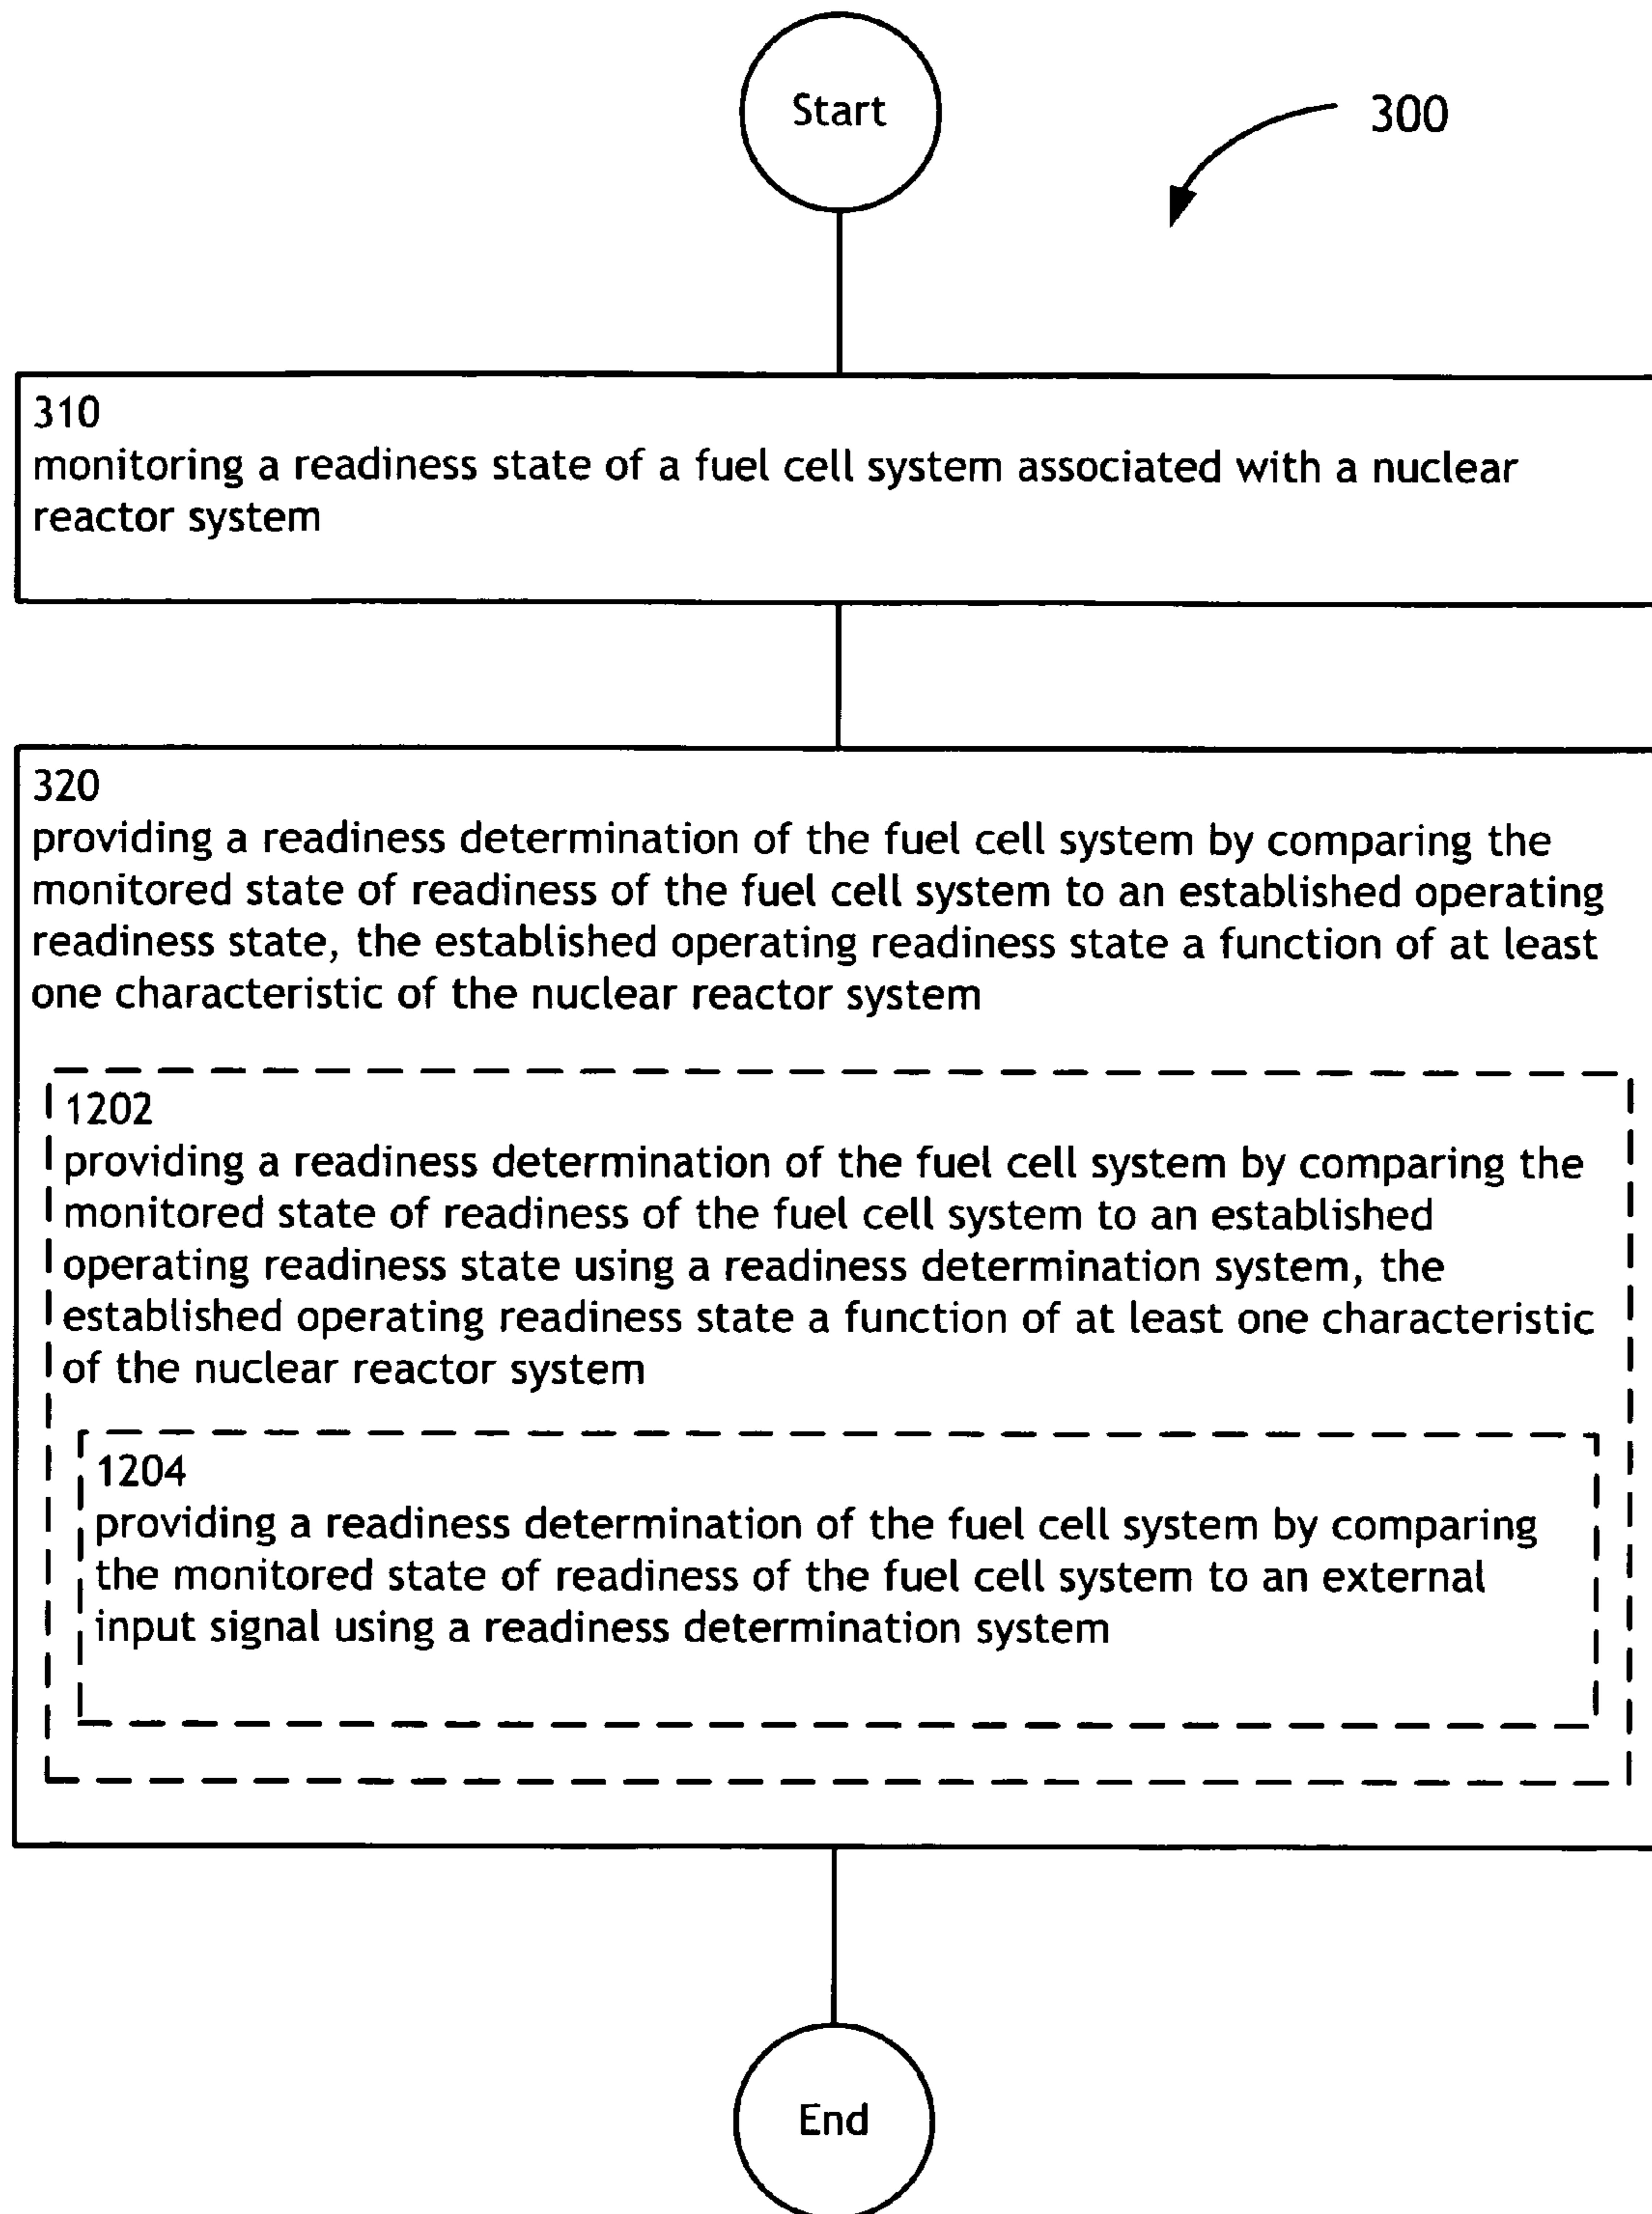 Start
300
310
monitoring a readiness state of a fuel cell system associated with a nuclear
reactor system
320
providing a readiness determination of the fuel cell system by comparing the
monitored state of readiness of the fuel cell system to an established operating
readiness state, the established operating readiness state a function of at least
one characteristic of the nuclear reactor system
1202
providing a readiness determination of the fuel cell system by comparing the
monitored state of readiness of the fuel cell system to an established
operating readiness state using a readiness determination system, the
established operating readiness state a function of at least one characteristic
of the nuclear reactor system
1204
providing a readiness determination of the fuel cell system by comparing
the monitored state of readiness of the fuel cell system to an external
input signal using a readiness determination system
End